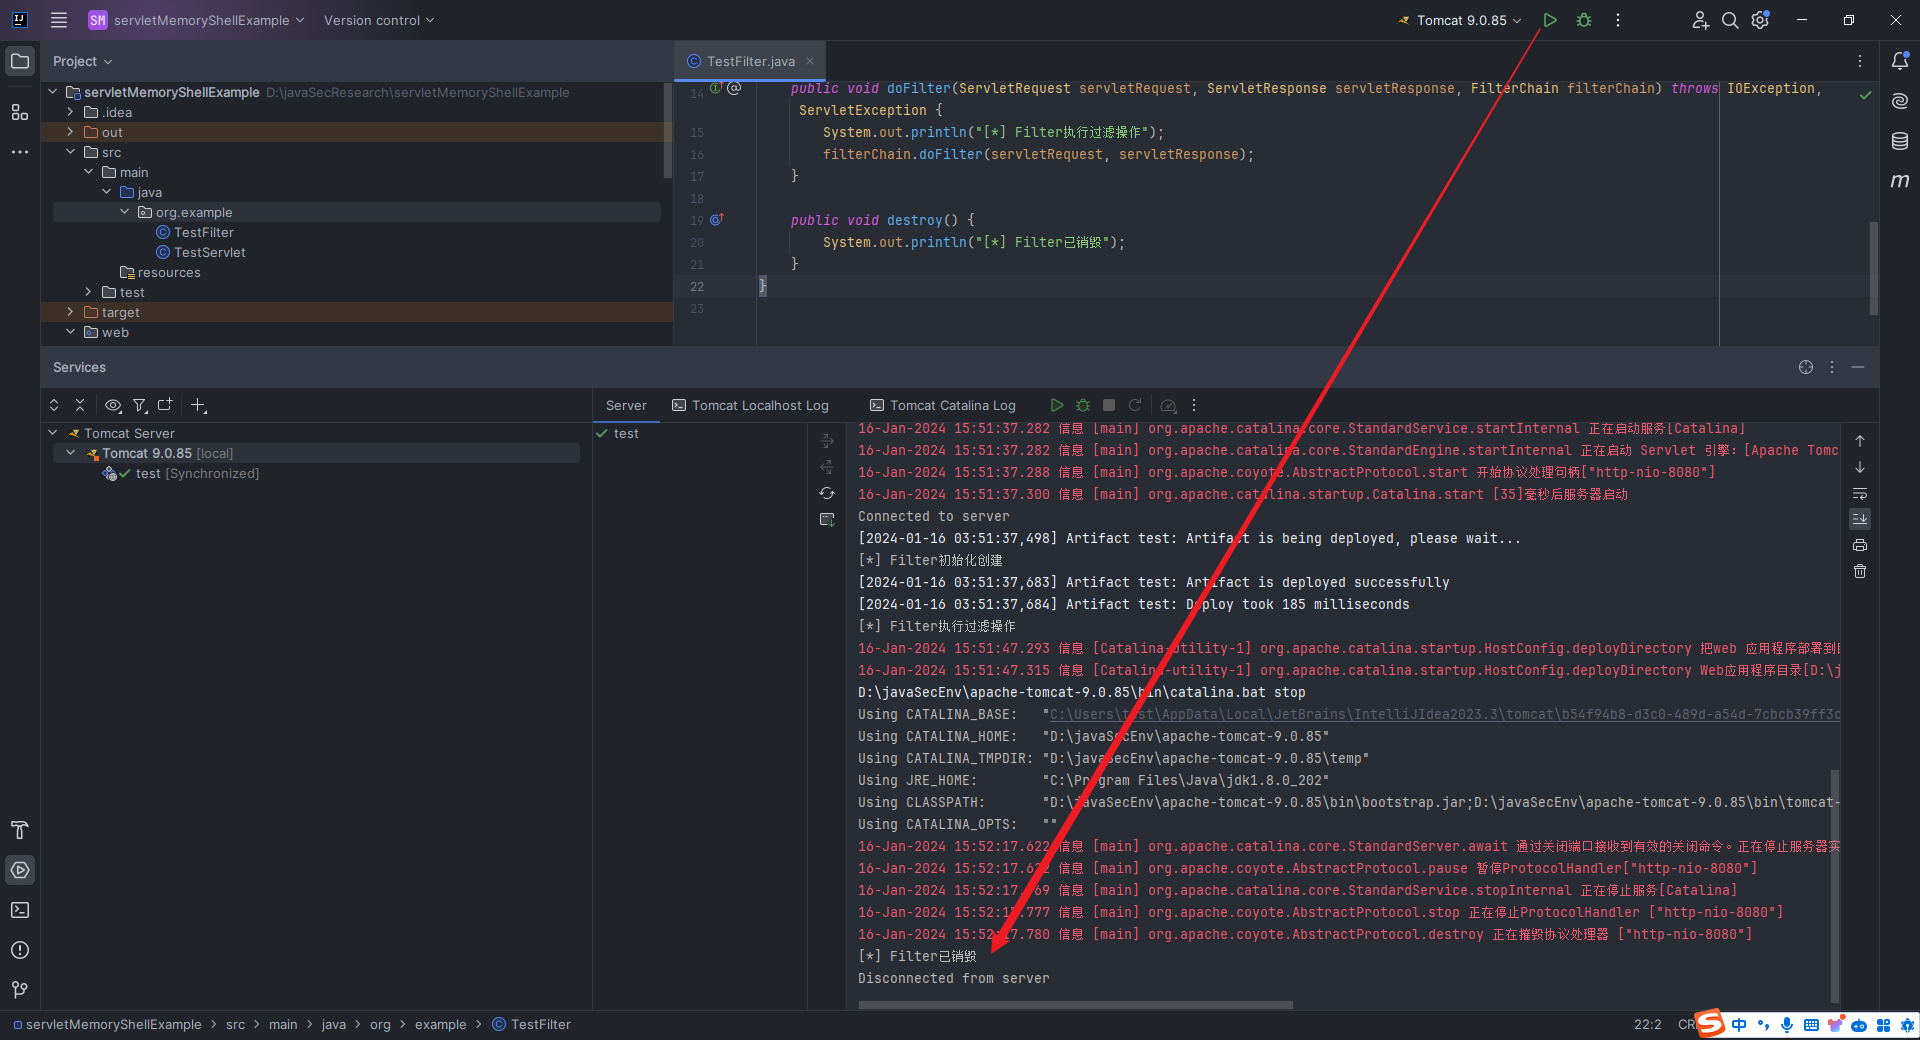 SM servletMemoryShellExample Version control Tomcat 9.0.85
Project
servletMemoryShellExample D:\javaSecResearch\servletMemoryShellExample
.idea
out
src
main
java
org.example
TestFilter
TestServlet
resources
test
target
web
TestFilter.java
14 public void doFilter(ServletRequest servletRequest, ServletResponse servletResponse, FilterChain filterChain) throws IOException,
ServletException {
15 System.out.println("[*] Filter执行过滤操作");
16 filterChain.doFilter(servletRequest, servletResponse);
17 }
18
19 public void destroy() {
20 System.out.println("[*] Filter已销毁");
21 }
22 }
23
Services
Server Tomcat Localhost Log Tomcat Catalina Log
Tomcat Server
Tomcat 9.0.85 [local]
test [Synchronized]
test
16-Jan-2024 15:51:37.282 信息 [main] org.apache.catalina.core.StandardService.startInternal 正在启动服务[Catalina]
16-Jan-2024 15:51:37.282 信息 [main] org.apache.catalina.core.StandardEngine.startInternal 正在启动 Servlet 引擎：[Apache Tomc
16-Jan-2024 15:51:37.288 信息 [main] org.apache.coyote.AbstractProtocol.start 开始协议处理句柄["http-nio-8080"]
16-Jan-2024 15:51:37.300 信息 [main] org.apache.catalina.startup.Catalina.start [35]毫秒后服务器启动
Connected to server
[2024-01-16 03:51:37,498] Artifact test: Artifact is being deployed, please wait...
[*] Filter初始化创建
[2024-01-16 03:51:37,683] Artifact test: Artifact is deployed successfully
[2024-01-16 03:51:37,684] Artifact test: Deploy took 185 milliseconds
[*] Filter执行过滤操作
16-Jan-2024 15:51:47.293 信息 [Catalina-utility-1] org.apache.catalina.startup.HostConfig.deployDirectory 把web 应用程序部署到
16-Jan-2024 15:51:47.315 信息 [Catalina-utility-1] org.apache.catalina.startup.HostConfig.deployDirectory Web应用程序目录[D:\j
D:\javaSecEnv\apache-tomcat-9.0.85\bin\catalina.bat stop
Using CATALINA_BASE: "C:\Users\test\AppData\Local\JetBrains\IntelliJIdea2023.3\tomcat\b54f94b8-d3c0-489d-a54d-7cbcb39ff3c
Using CATALINA_HOME: "D:\javaSecEnv\apache-tomcat-9.0.85"
Using CATALINA_TMPDIR: "D:\javaSecEnv\apache-tomcat-9.0.85\temp"
Using JRE_HOME: "C:\Program Files\Java\jdk1.8.0_202"
Using CLASSPATH: "D:\javaSecEnv\apache-tomcat-9.0.85\bin\bootstrap.jar;D:\javaSecEnv\apache-tomcat-9.0.85\bin\tomcat-
Using CATALINA_OPTS: ""
16-Jan-2024 15:52:17.622 信息 [main] org.apache.catalina.core.StandardServer.await 通过关闭端口接收到有效的关闭命令。正在停止服务器实
16-Jan-2024 15:52:17.622 信息 [main] org.apache.coyote.AbstractProtocol.pause 暂停ProtocolHandler["http-nio-8080"]
16-Jan-2024 信息 [main] org.apache.catalina.core.StandardService.stopInternal 正在停止服务[Catalina]
16-Jan-2024 15:52:17.777 信息 [main] org.apache.coyote.AbstractProtocol.stop 正在停止ProtocolHandler ["http-nio-8080"]
16-Jan-2024 15:52:17.780 信息 [main] org.apache.coyote.AbstractProtocol.destroy 正在摧毁协议处理器 ["http-nio-8080"]
[*] Filter已销毁
Disconnected from server
servletMemoryShellExample > src > main > java > org > example > TestFilter 22:2 中